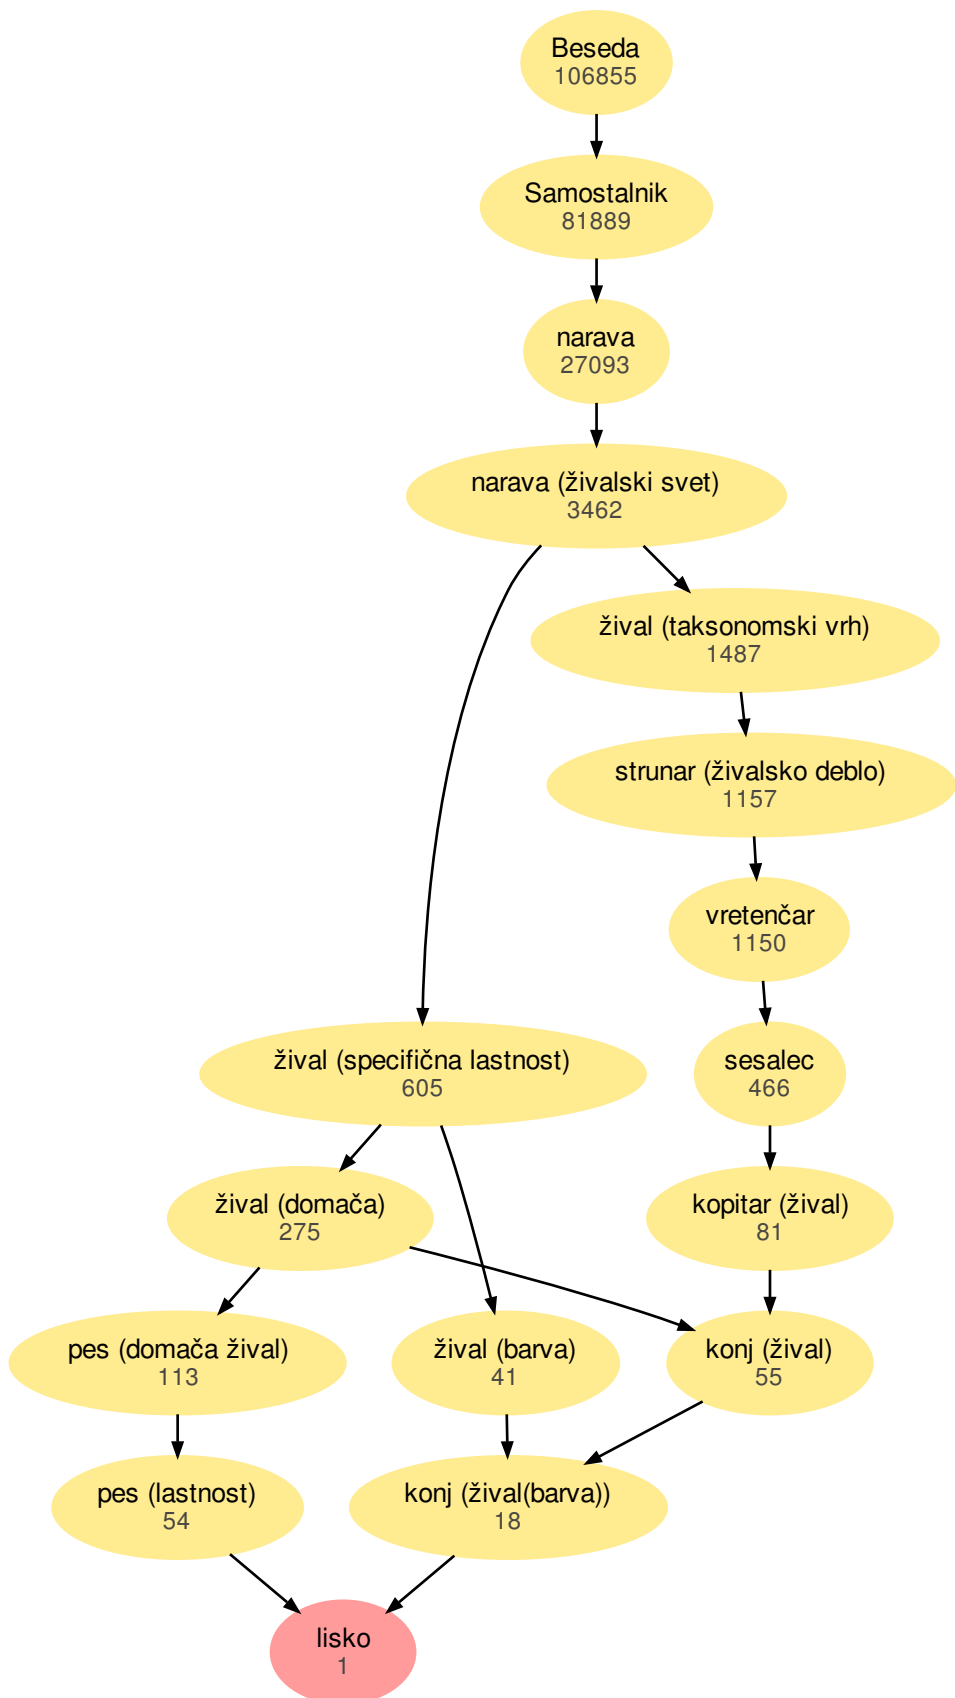 Beseda
106855
Samostalnik
81889
narava
27093
narava (živalski svet)
3462
žival (taksonomski vrh)
1487
strunar (živalsko deblo)
1157
vretenčar
1150
žival (specifična lastnost)
605
sesalec
466
žival (domača)
275
kopitar (žival)
81
pes (domača žival)
113
žival (barva)
41
konj (žival)
55
pes (lastnost)
54
konj (žival(barva))
18
lisko
1